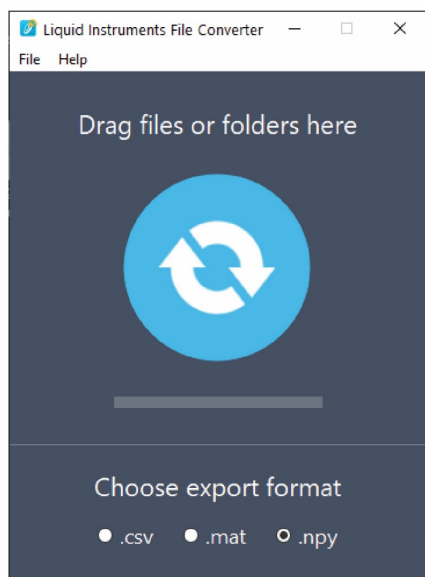 Liquid Instruments File Converter
File Help
Drag files or folders here
Choose export format
.csv .mat .npy